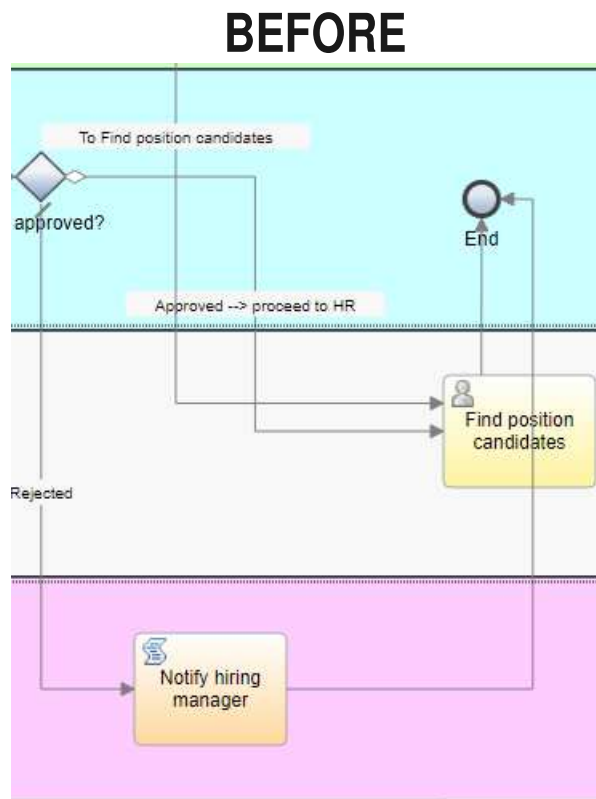 BEFORE
To Find position candidates
approved?
End
Approved --> proceed to HR
Find position
candidates
Rejected
Notify hiring
manager